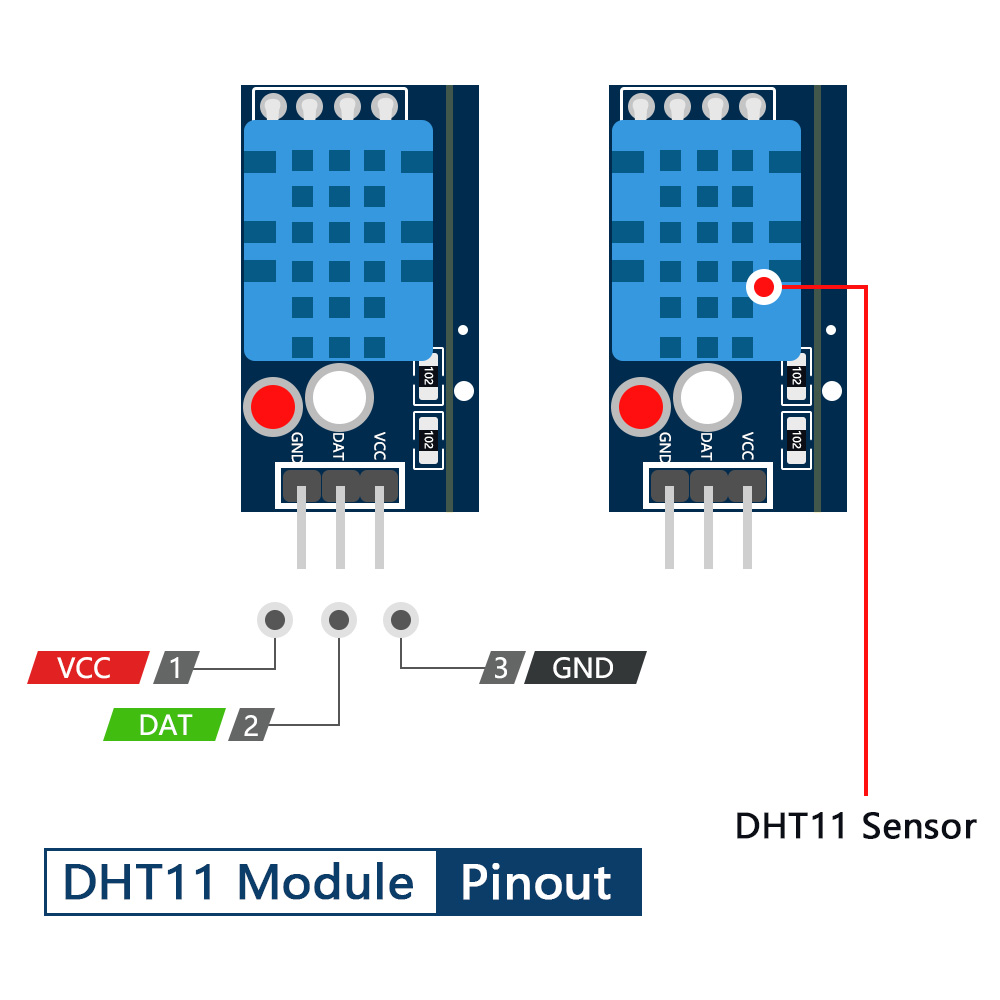 102
102
102
102
GND DAT VCC
GND DAT VCC
VCC 1
3 GND
DAT 2
DHT11 Sensor
DHT11 Module Pinout